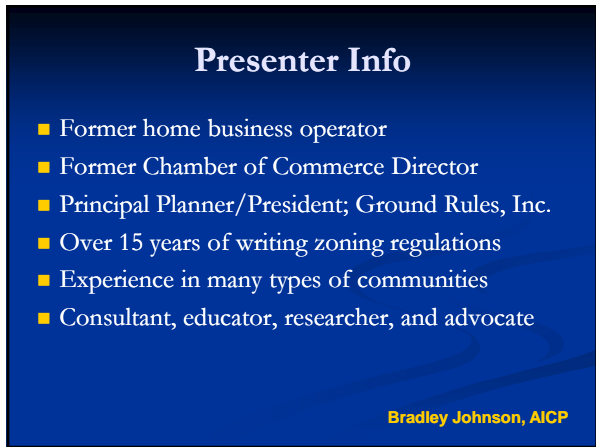 Presenter Info
Former home business operator
Former Chamber of Commerce Director
Principal Planner/President; Ground Rules, Inc.
Over 15 years of writing zoning regulations
Experience in many types of communities
Consultant, educator, researcher, and advocate
Bradley Johnson, AICP